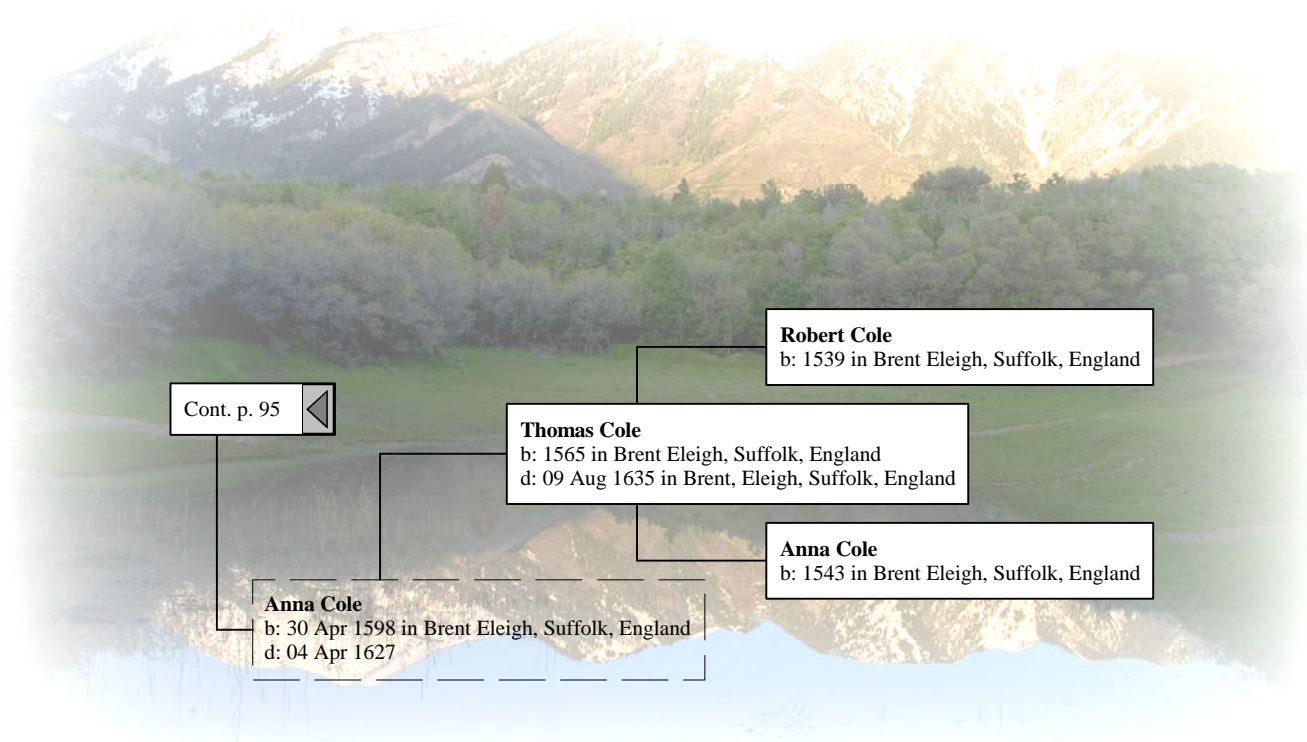 Robert Cole
b: 1539 in Brent Eleigh, Suffolk, England
Cont. p. 95
Thomas Cole
b: 1565 in Brent Eleigh, Suffolk, England
d: 09 Aug 1635 in Brent, Eleigh, Suffolk, England
Anna Cole
b: 1543 in Brent Eleigh, Suffolk, England
Anna Cole
b: 30 Apr 1598 in Brent Eleigh, Suffolk, England
d: 04 Apr 1627